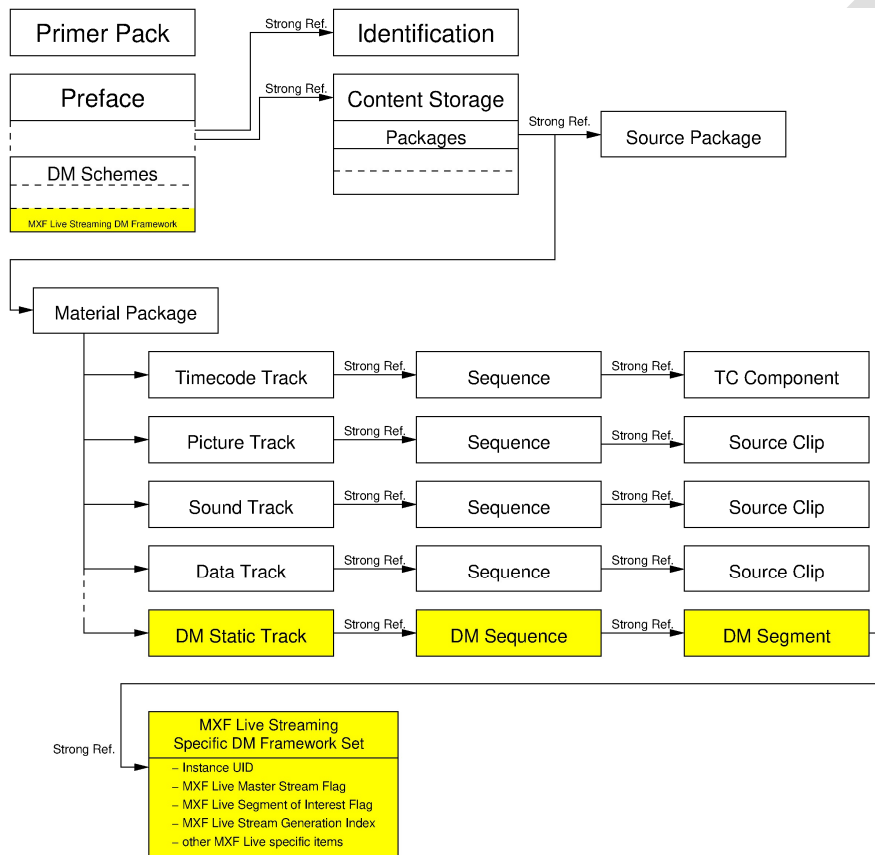 Primer Pack
Strong Ref.
Identification
Preface
Strong Ref.
Content Storage
Packages
Strong Ref.
Source Package
DM Schemes
MXF Live Streaming DM Framework
Material Package
Timecode Track
Strong Ref.
Sequence
Strong Ref.
TC Component
Picture Track
Strong Ref.
Sequence
Strong Ref.
Source Clip
Sound Track
Strong Ref.
Sequence
Strong Ref.
Source Clip
Data Track
Strong Ref.
Sequence
Strong Ref.
Source Clip
DM Static Track
Strong Ref.
DM Sequence
Strong Ref.
DM Segment
Strong Ref.
MXF Live Streaming
Specific DM Framework Set
– Instance UID
– MXF Live Master Stream Flag
– MXF Live Segment of Interest Flag
– MXF Live Stream Generation Index
– other MXF Live specific items